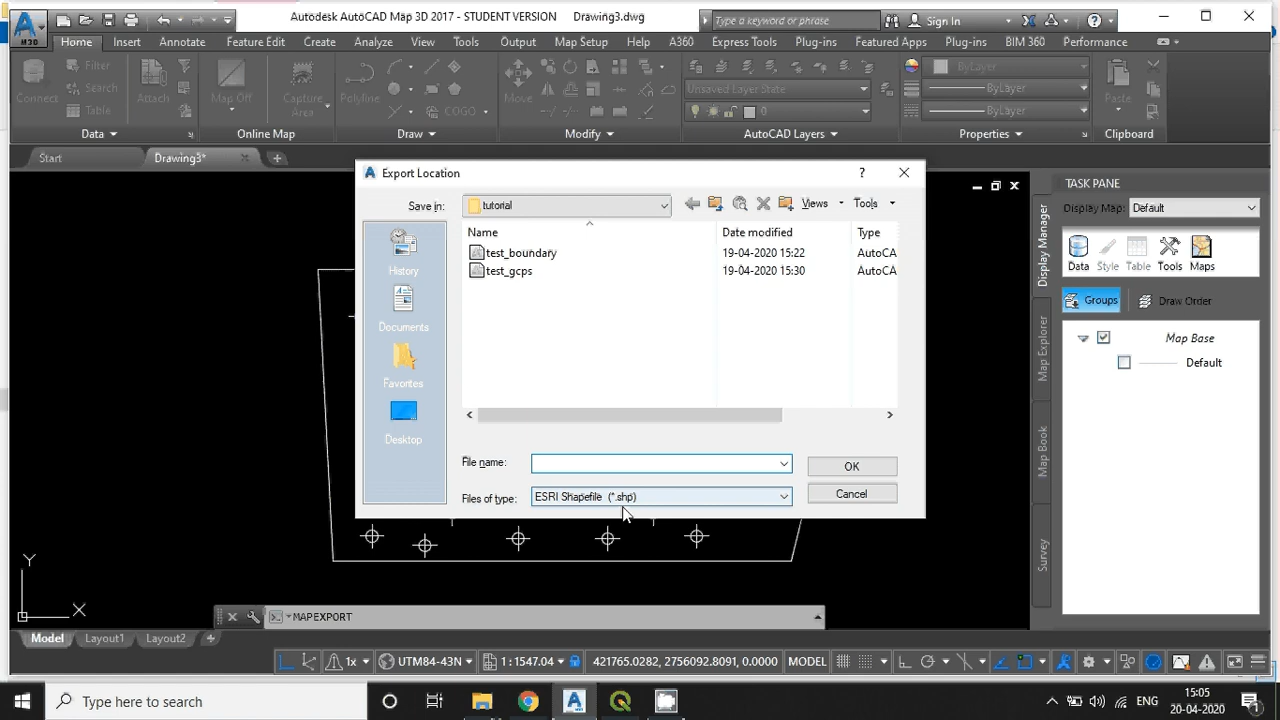 Autodesk AutoCAD Map 3D 2017 - STUDENT VERSION Drawing3.dwg
Type a keyword or phrase
Sign In
M3D
Home Insert Annotate Feature Edit Create Analyze View Tools Output Map Setup Help A360 Express Tools Plug-ins Featured Apps Plug-ins BIM 360 Performance
Filter
Search
Table
Connect
Attach
Map Off
Capture Area
Polyline
COGO
Move
Unsaved Layer State
0
ByLayer
ByLayer
ByLayer
Paste
Data Online Map Draw Modify AutoCAD Layers Properties Clipboard
Start Drawing3*
Export Location
?
Save in: tutorial
Views Tools
Name Date modified Type
test_boundary 19-04-2020 15:22 AutoCA
test_gcps 19-04-2020 15:30 AutoCA
History
Documents
Favorites
Desktop
File name:
OK
Files of type: ESRI Shapefile (*.shp)
Cancel
TASK PANE
Display Map: Default
Data Style Table Tools Maps
Groups Draw Order
Map Base
Default
Display Manager
Map Explorer
Map Book
Survey
Y
X
MAPEXPORT
Model Layout1 Layout2
1x UTM84-43N 1:1547.04 421765.0282, 2756092.8091, 0.0000 MODEL
Type here to search
ENG
15:05
20-04-2020
1